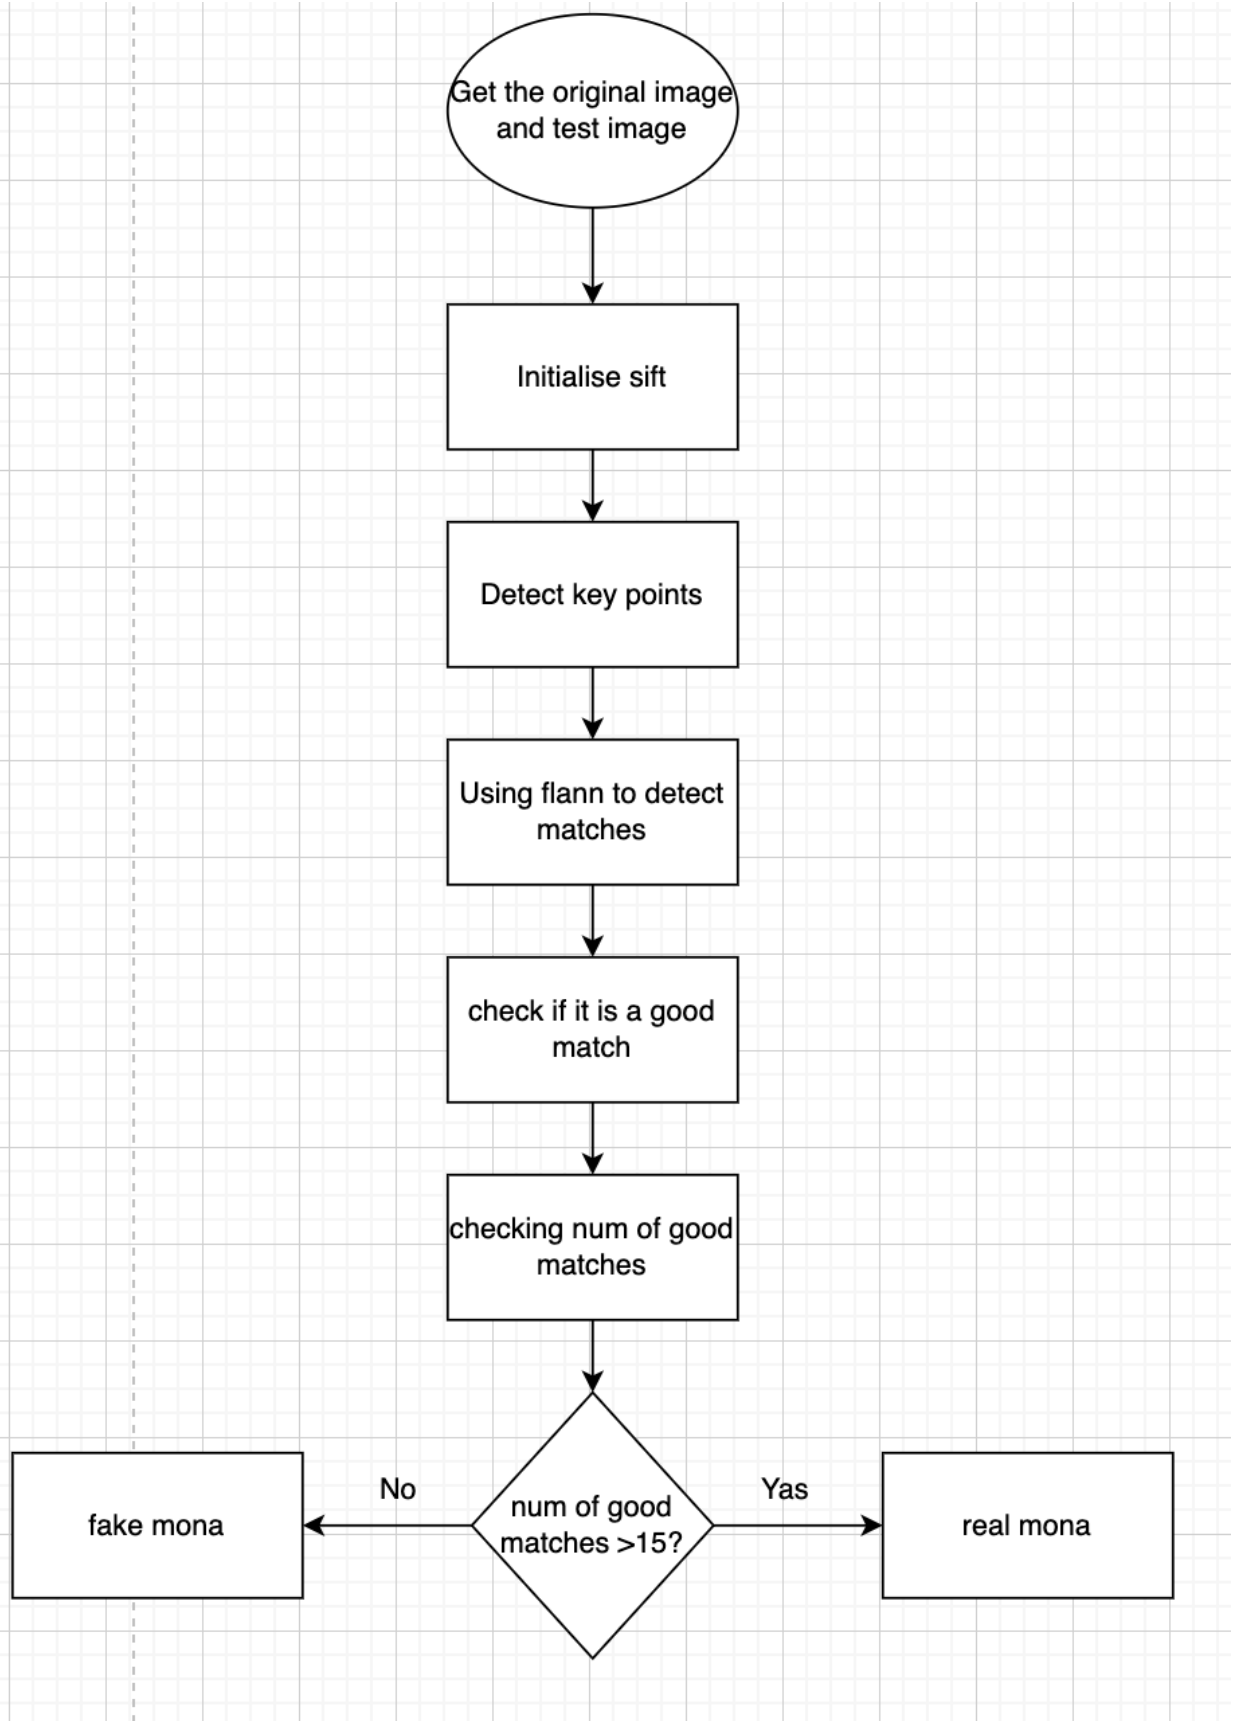 Get the original image
and test image
Initialise sift
Detect key points
Using flann to detect
matches
check if it is a good
match
checking num of good
matches
No
Yas
fake mona
num of good
matches >15?
real mona